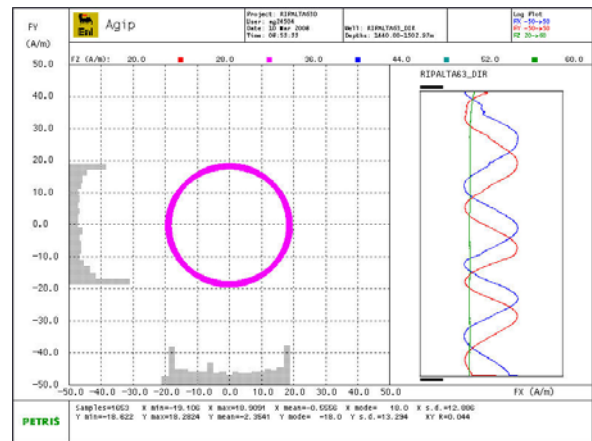 Eni
Agip
Project: RIPALTA63D
User: ag24504
Date: 10 Mar 2006
Time: 08:53:33
Well: RIPALTA63_DIR
Depths: 1440.00-1502.97m
Log Plot
FX -50->50
FY -50->50
FZ 20->80
FY
(A/m)
FZ (A/m): 20.0 28.0 36.0 44.0 52.0 60.0
RIPALTA63_DIR
50.0
40.0
30.0
20.0
10.0
0.0
-10.0
-20.0
-30.0
-40.0
-50.0
-50.0 -40.0 -30.0 -20.0 -10.0 0.0 10.0 20.0 30.0 40.0 50.0
FX (A/m)
PETRIS
Samples=1653 X min=-19.106 X max=18.9091 X mean=-0.5556 X mode= 18.0 X s.d.=12.806
Y min=-18.622 Y max=18.2824 Y mean=-2.3541 Y mode= -18.0 Y s.d.=13.294 XY R=0.044